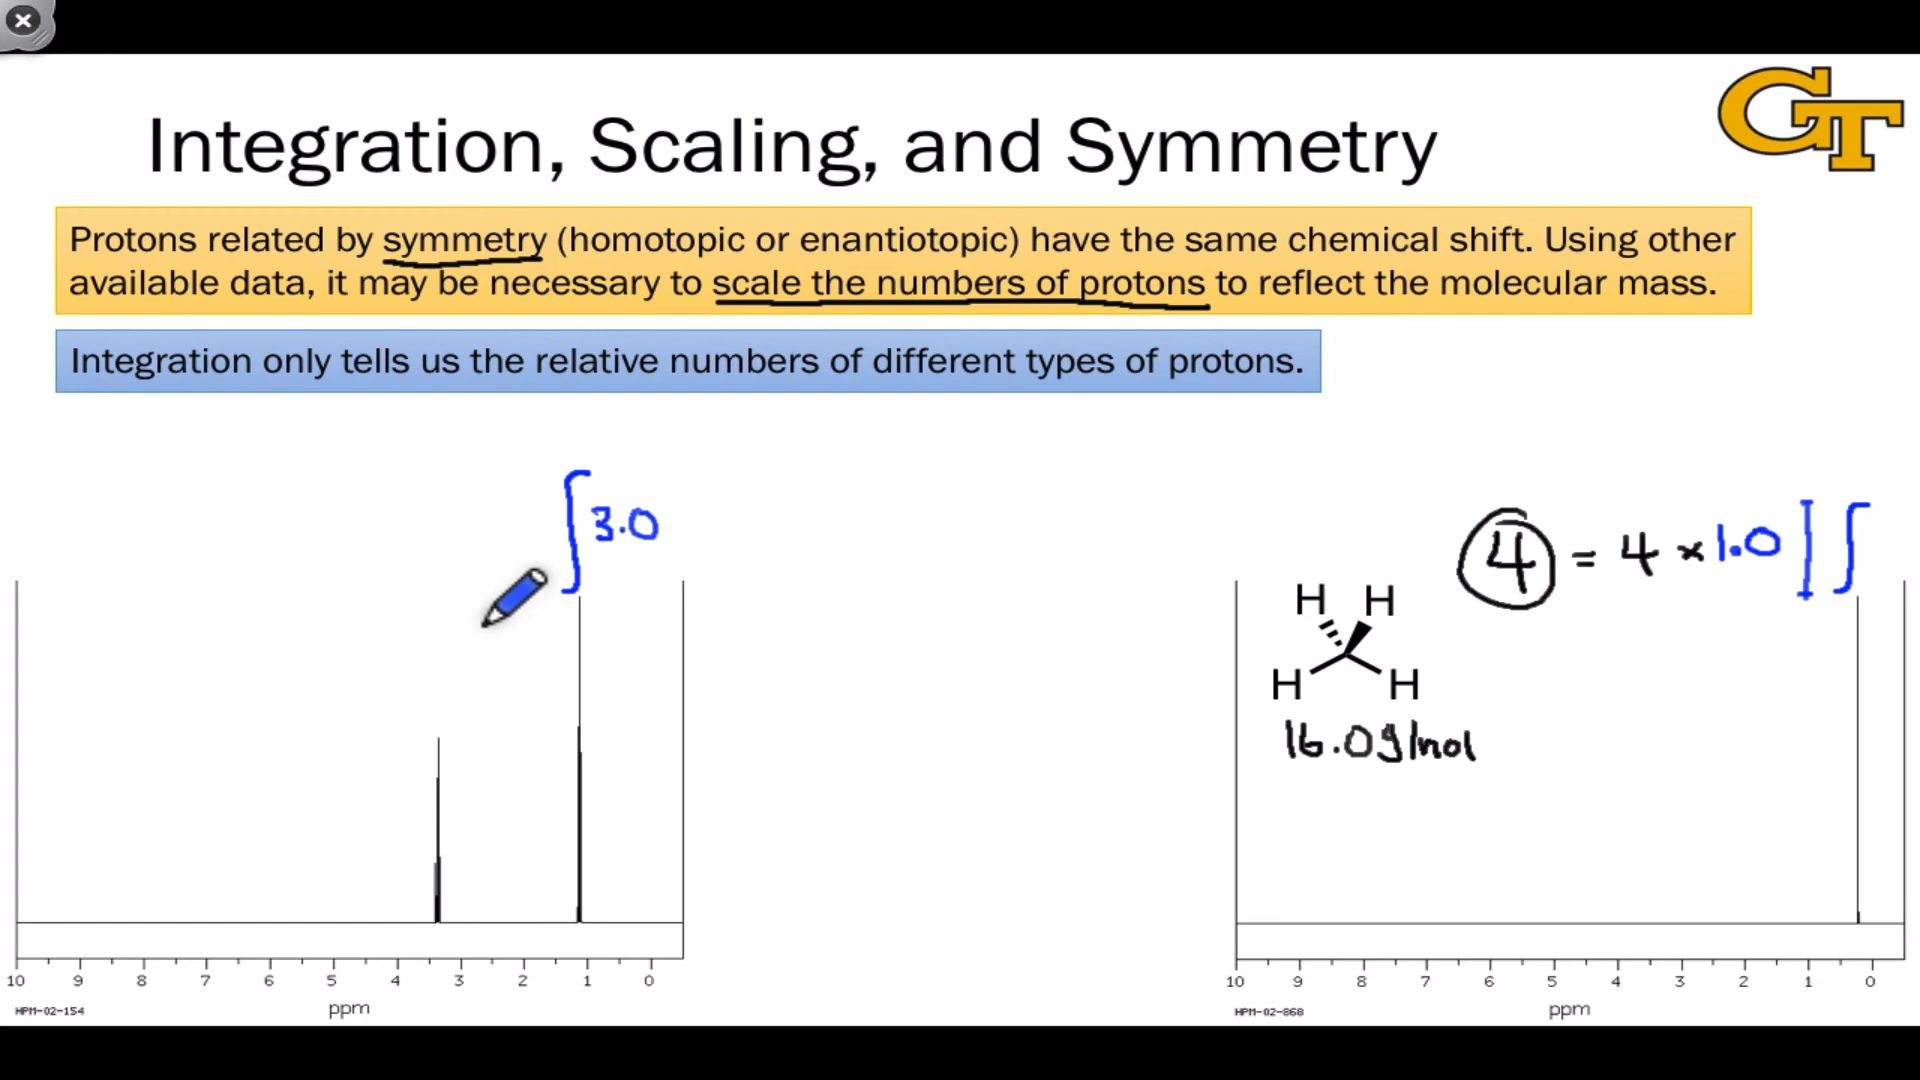 GT
Integration, Scaling, and Symmetry
Protons related by symmetry (homotopic or enantiotopic) have the same chemical shift. Using other
available data, it may be necessary to scale the numbers of protons to reflect the molecular mass.
Integration only tells us the relative numbers of different types of protons.
∫ 3.0
4 = 4 × 1.0 | ∫
H H
H H
16.0 g/mol
10 9 8 7 6 5 4 3 2 1 0
HPM-02-154 ppm
10 9 8 7 6 5 4 3 2 1 0
HPM-02-868 ppm